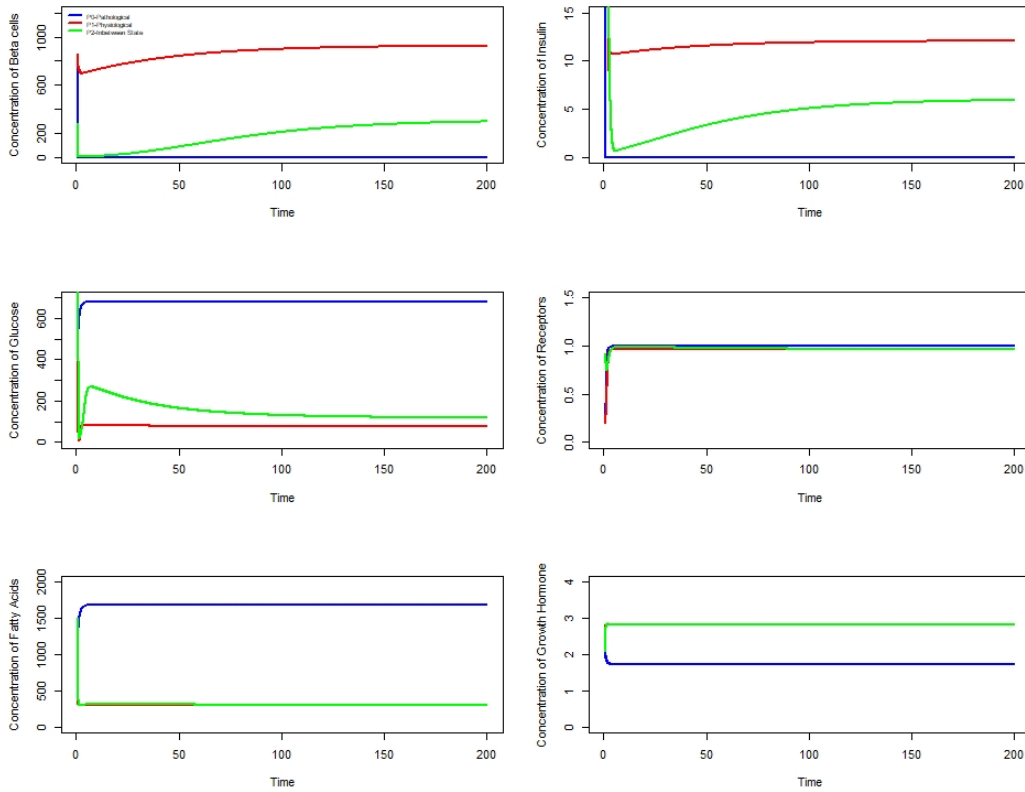 Concentration of Beta cells
0 200 600 1000
P0-Pathological
P1-Physiological
P2-Inbetween State
0 50 100 150 200
Time
Concentration of Insulin
0 5 10 15
0 50 100 150 200
Time
Concentration of Glucose
0 200 400 600
0 50 100 150 200
Time
Concentration of Receptors
0.0 0.5 1.0 1.5
0 50 100 150 200
Time
Concentration of Fatty Acids
0 500 1000 1500 2000
0 50 100 150 200
Time
Concentration of Growth Hormone
0 1 2 3 4
0 50 100 150 200
Time